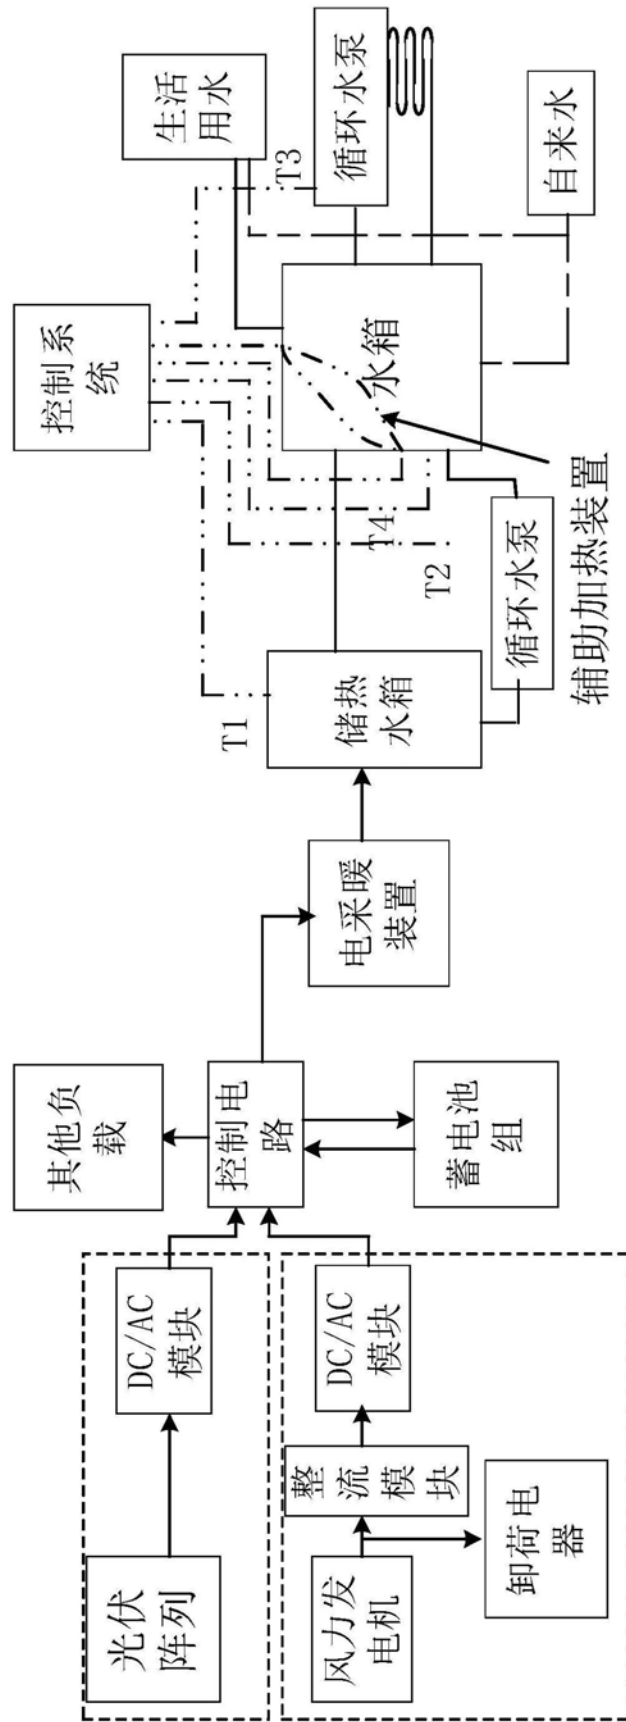 光伏
阵列
DC/AC
模块
风力发
电机
整流模块
DC/AC
模块
卸荷电
器
其他负
载
控制电
路
蓄电池
组
电采暖
装置
T1
储热
水箱
控制系
统
T4
T2
循环水泵
辅助加热装置
水箱
生活
用水
T3
循环水泵
自来水